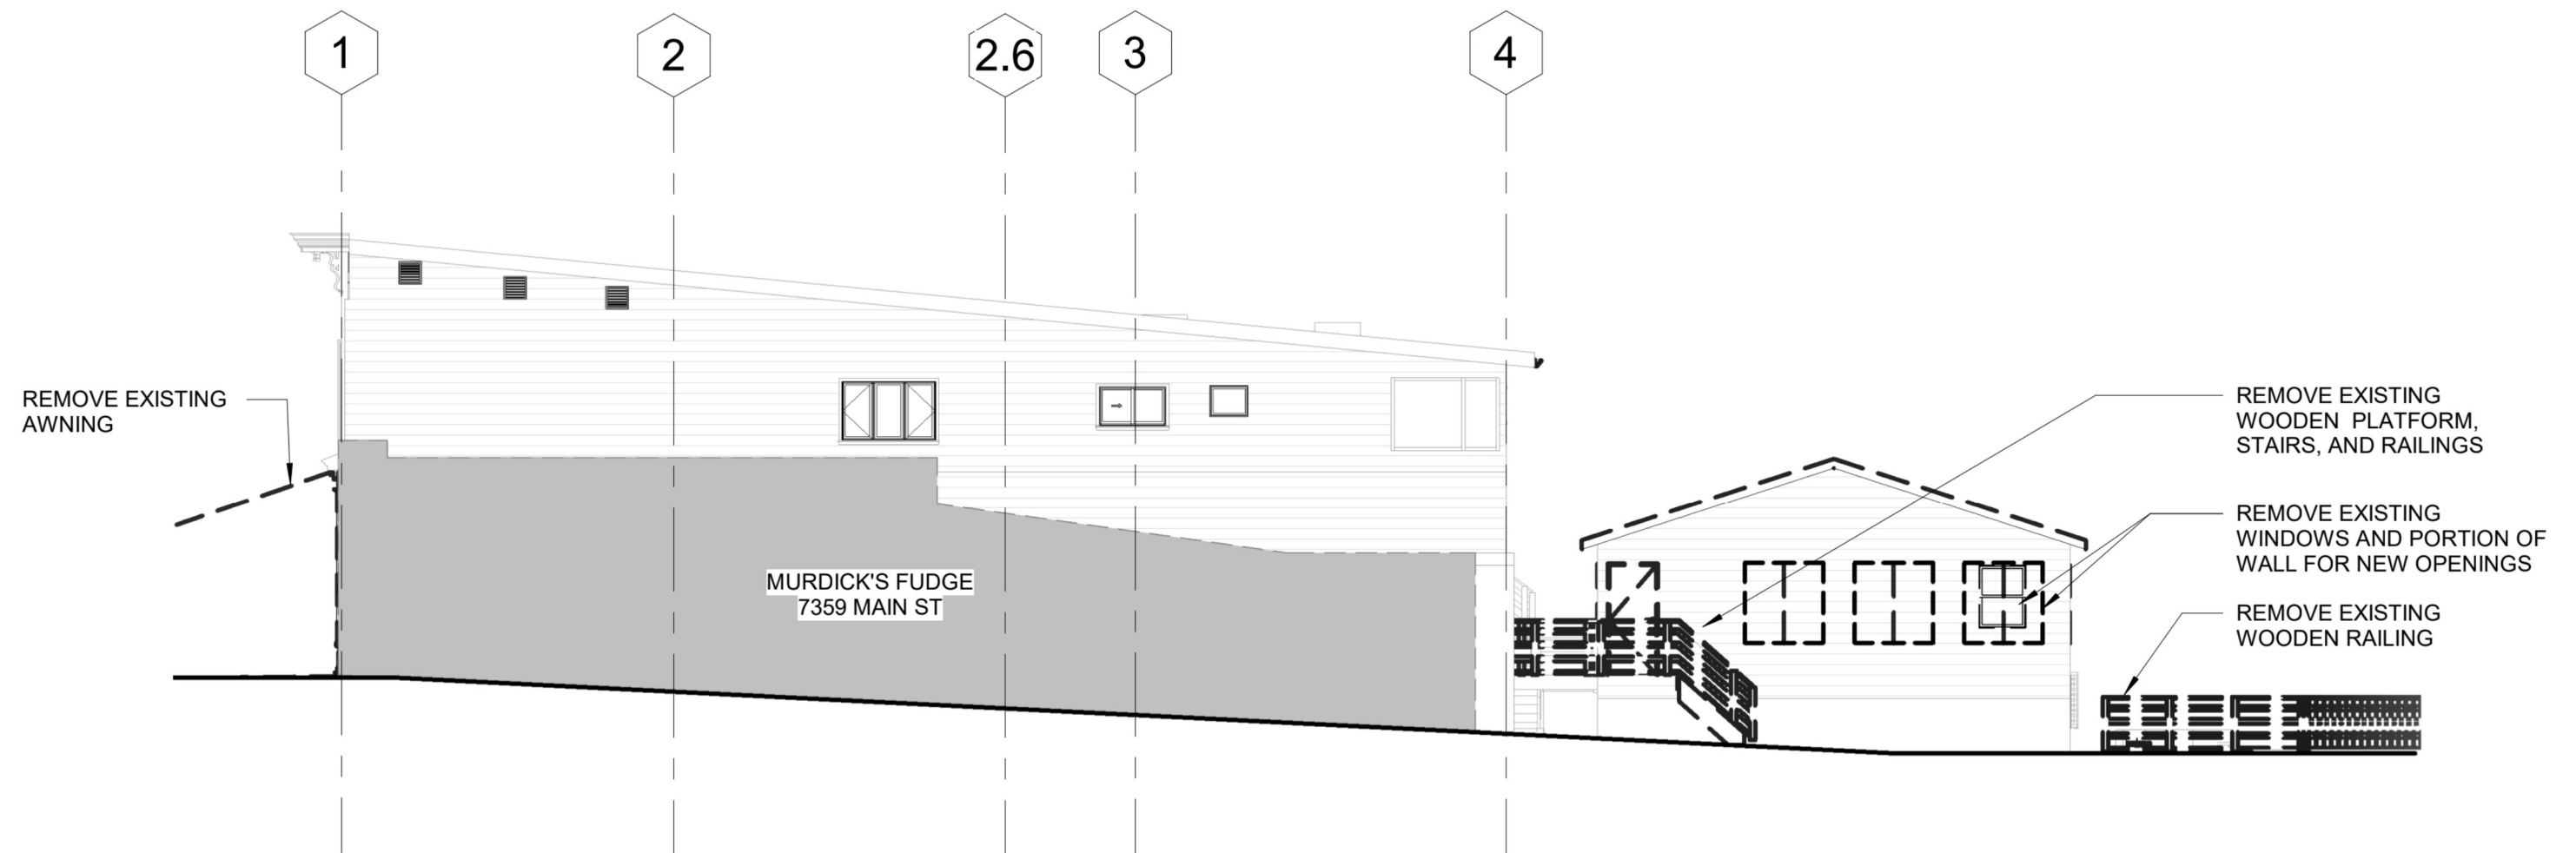 1
2
2.6
3
4
REMOVE EXISTING
AWNING
MURDICK'S FUDGE
7359 MAIN ST
REMOVE EXISTING
WOODEN PLATFORM,
STAIRS, AND RAILINGS
REMOVE EXISTING
WINDOWS AND PORTION OF
WALL FOR NEW OPENINGS
REMOVE EXISTING
WOODEN RAILING